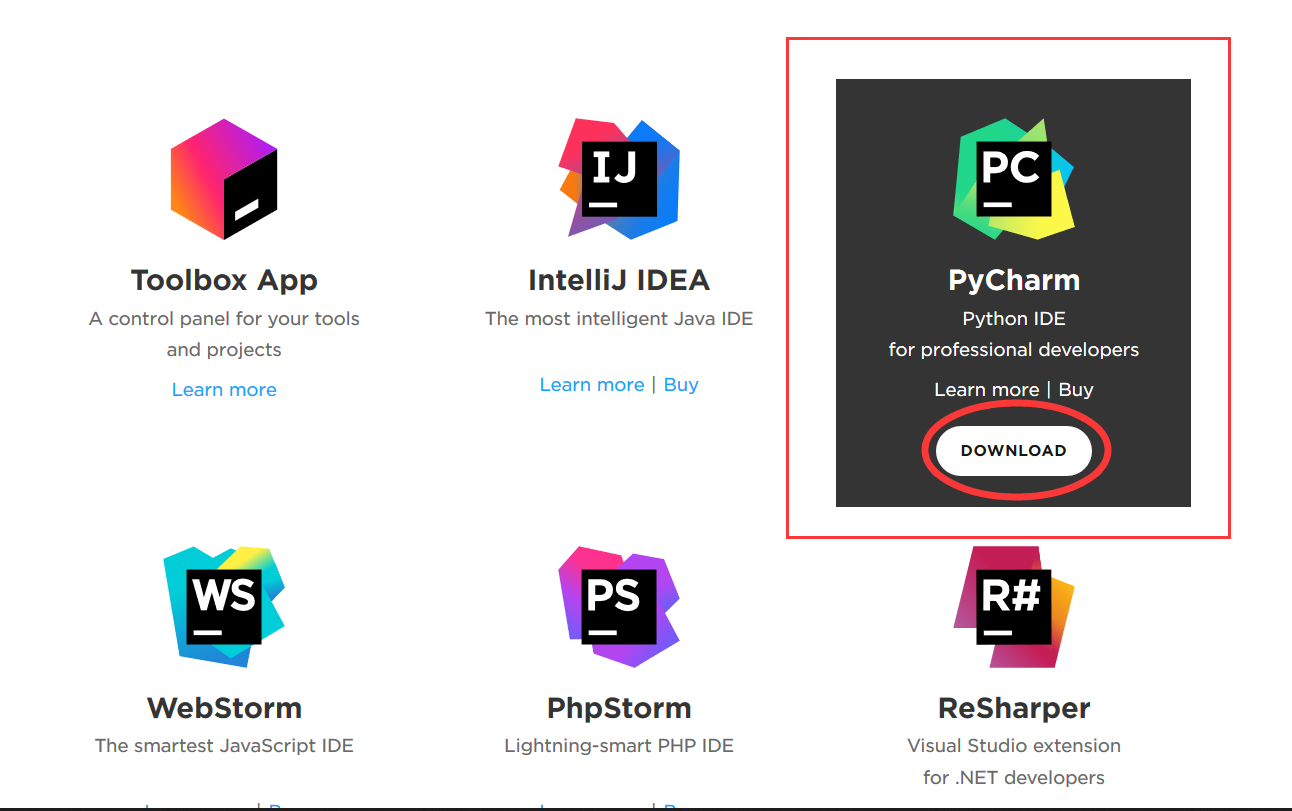 IJ
PC
Toolbox App
A control panel for your tools
and projects
Learn more
IntelliJ IDEA
The most intelligent Java IDE
Learn more | Buy
PyCharm
Python IDE
for professional developers
Learn more | Buy
DOWNLOAD
WS
PS
R#
WebStorm
The smartest JavaScript IDE
PhpStorm
Lightning-smart PHP IDE
ReSharper
Visual Studio extension
for .NET developers